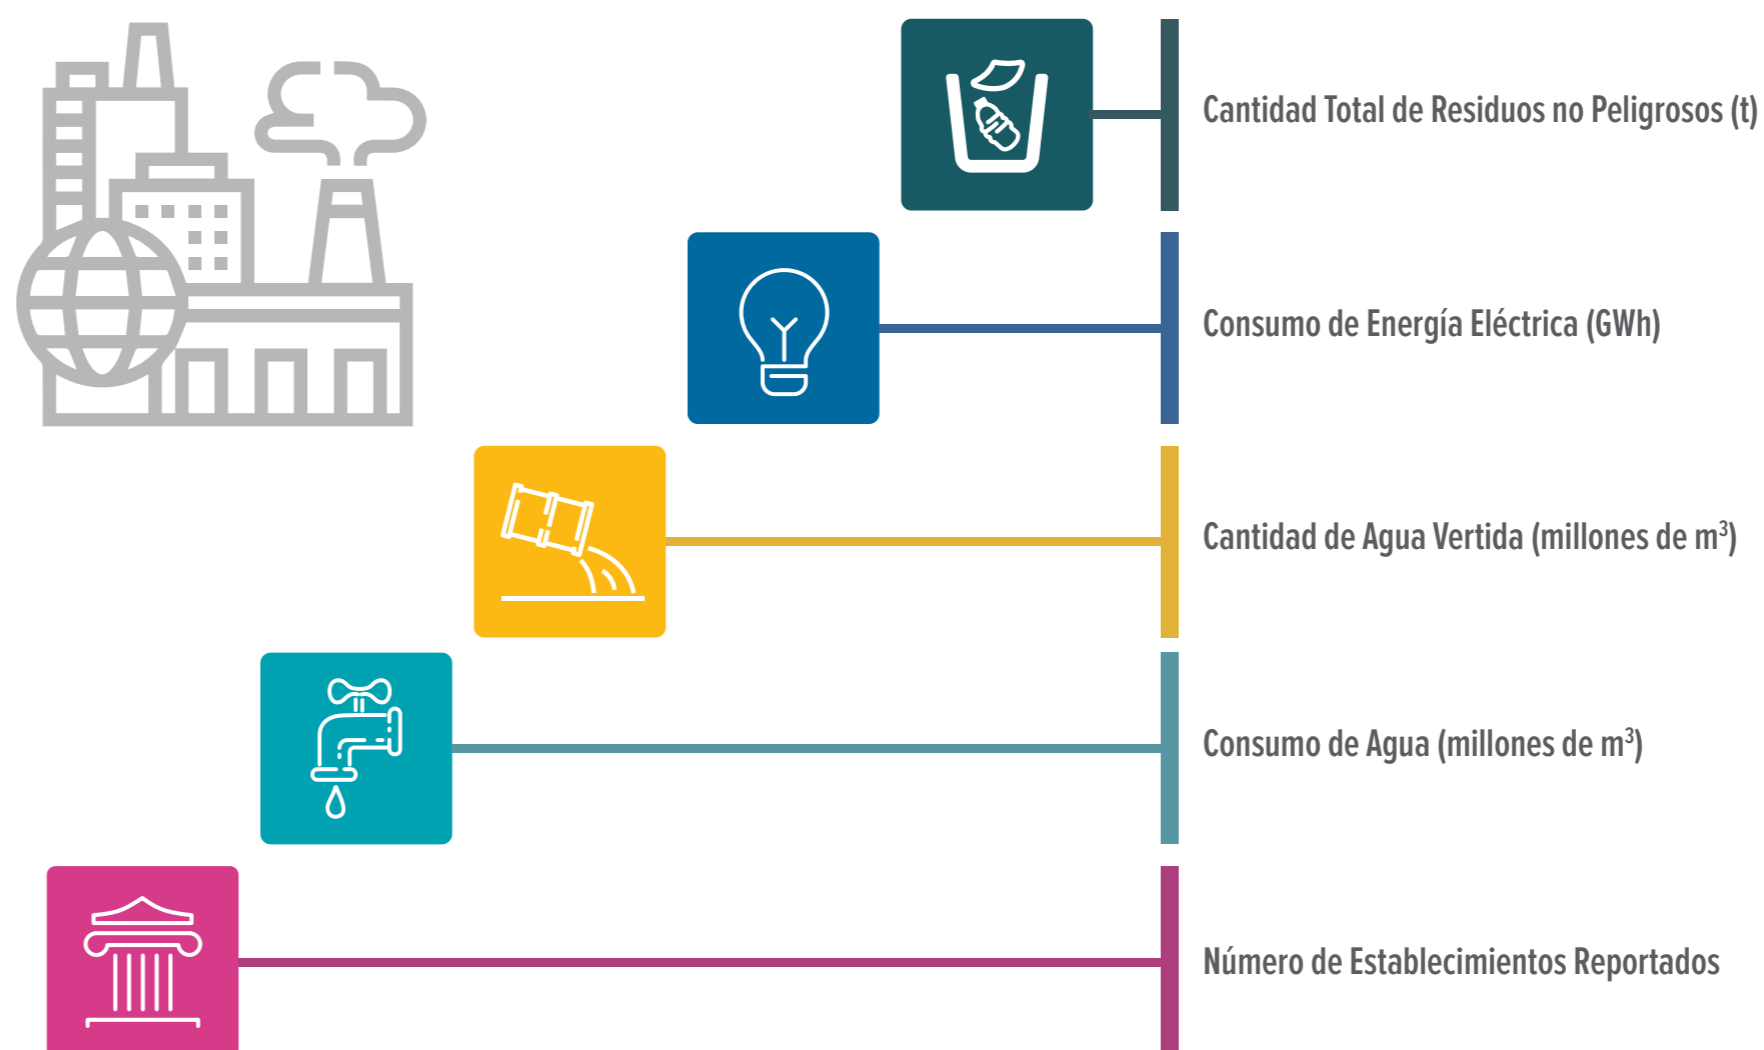 Cantidad Total de Residuos no Peligrosos (t)
Consumo de Energía Eléctrica (GWh)
Cantidad de Agua Vertida (millones de m³)
Consumo de Agua (millones de m³)
Número de Establecimientos Reportados